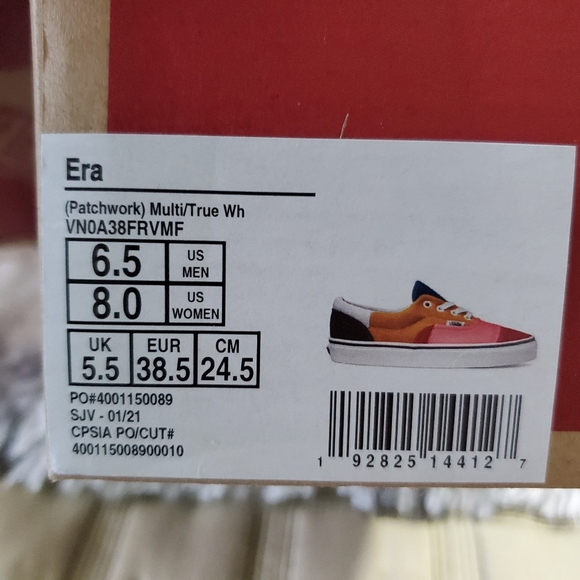 Era
(Patchwork) Multi/True Wh
VN0A38FRVMF
6.5 US MEN
8.0 US WOMEN
UK EUR CM
5.5 38.5 24.5
PO#4001150089
SJV - 01/21
CPSIA PO/CUT#
400115008900010
1 92825 14412 7